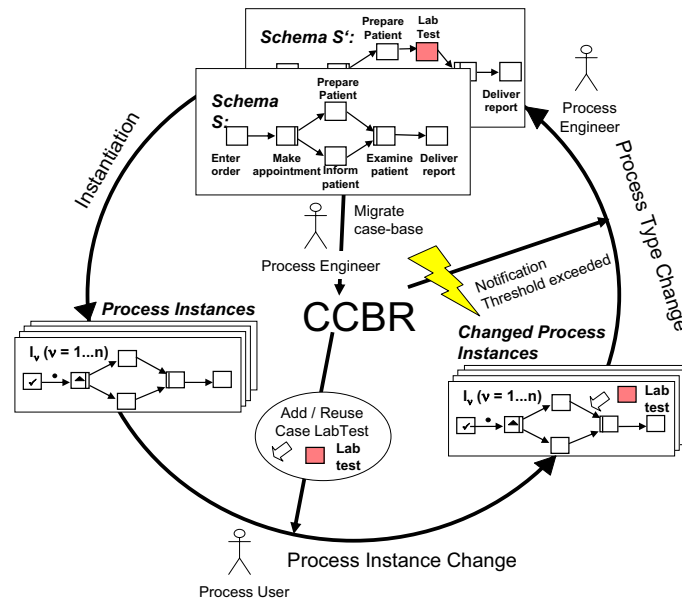 Schema S‘:
Prepare
Patient
Lab
Test
Deliver
report
Process
Engineer
Schema
S:
Prepare
Patient
Enter
order
Make
appointment
Inform
patient
Examine
patient
Deliver
report
Instantiation
Migrate
case-base
Process Engineer
CCBR
Notification
Threshold exceeded
Process Type Change
Process Instances
Iᵥ (ν = 1...n)
Changed Process
Instances
Iᵥ (ν = 1...n)
Lab
test
Add / Reuse
Case LabTest
Lab
test
Process Instance Change
Process User